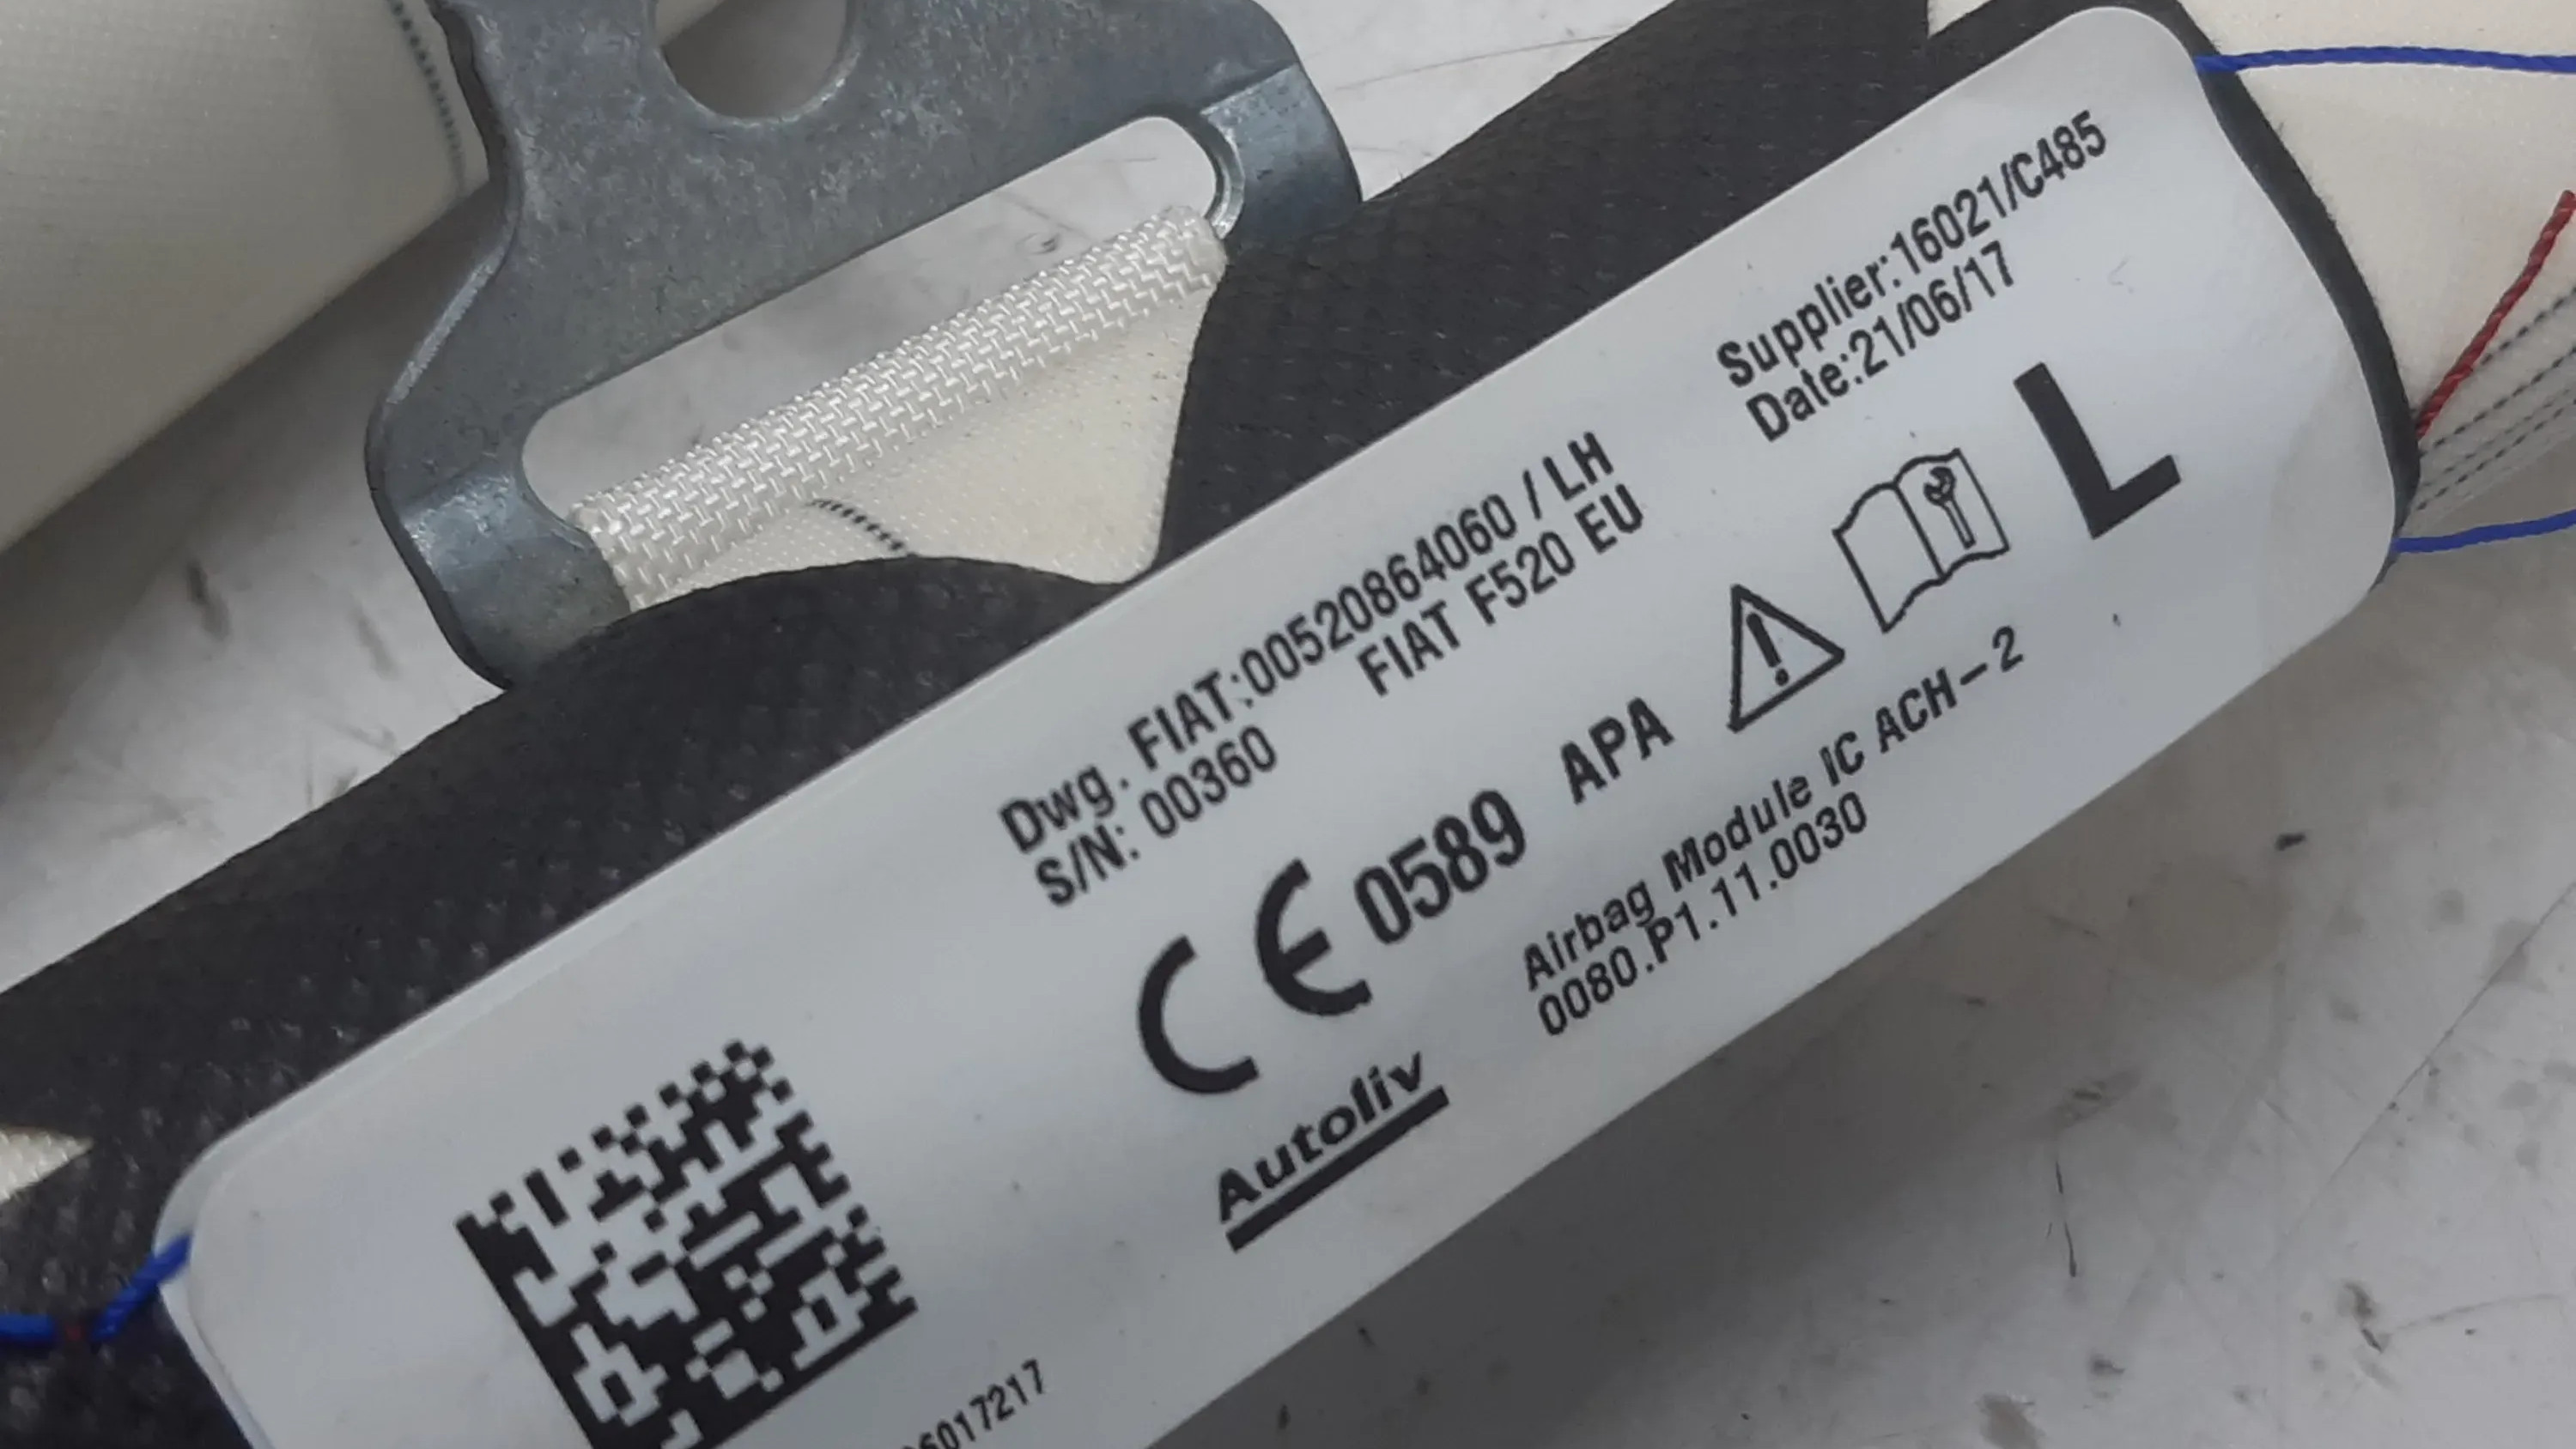 Supplier:16021/C485
Date:21/06/17
L
Dwg. FIAT:00520864060 / LH
S/N: 00360 FIAT F520 EU
CE 0589 APA
Airbag Module IC ACH-2
0080.P1.11.0030
Autoliv